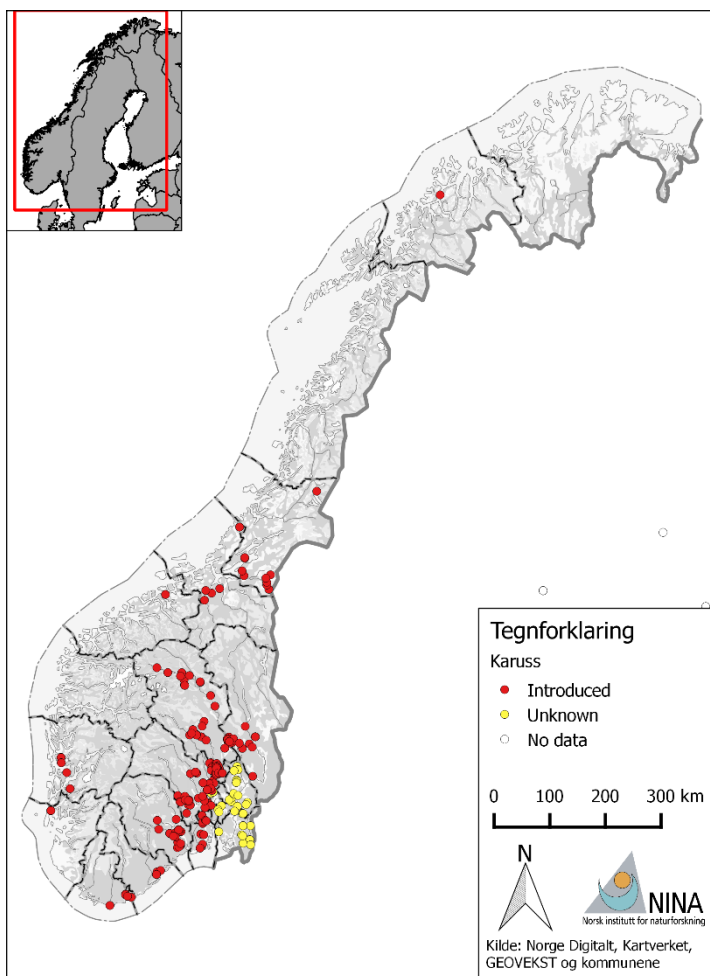 Tegnforklaring
Karuss
Introduced
Unknown
No data
0 100 200 300 km
N
NINA
Norsk institutt for naturforskning
Kilde: Norge Digitalt, Kartverket,
GEOVEKST og kommunene